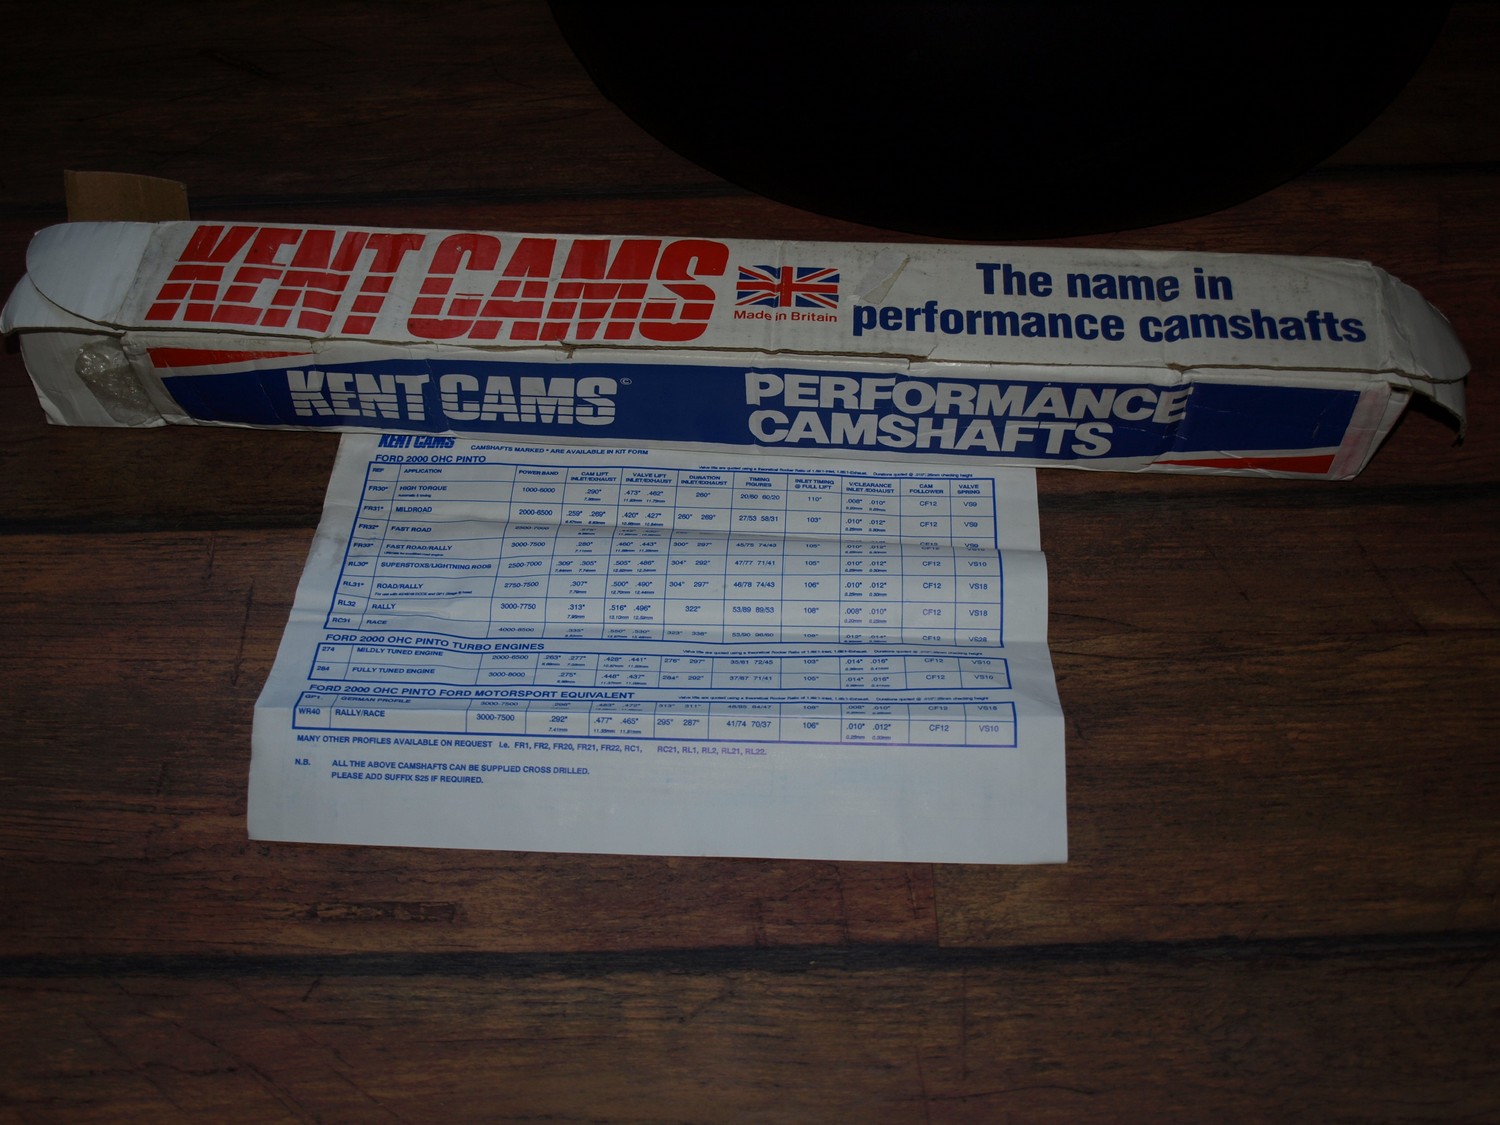 KENT CAMS
Made in Britain
The name in
performance camshafts
KENT CAMS ©
PERFORMANCE
CAMSHAFTS
KENT CAMS CAMSHAFTS MARKED * ARE AVAILABLE IN KIT FORM
FORD 2000 OHC PINTO
REF APPLICATION POWER BAND CAM LIFT INLET/EXHAUST VALVE LIFT INLET/EXHAUST DURATION INLET/EXHAUST TIMING FIGURES INLET TIMING @ FULL LIFT V/CLEARANCE INLET/EXHAUST CAM FOLLOWER VALVE SPRING
FR30* HIGH TORQUE 1000-6000 .290" .473" .462" 260° 20/60 60/20 110° .008" .010" CF12 VS9
FR31* MILDROAD 2000-6500 .259" .269" .420" .427" 260° 269° 27/53 58/31 103° .010" .012" CF12 VS9
FR32* FAST ROAD
FR33* FAST ROAD/RALLY 3000-7500 .280" .460" .443" 300° 297° 105°
RL30* SUPERSTOXS/LIGHTNING RODS 2500-7000 .309" .305" .505" .486" 304° 292° 47/77 71/41 105° .010" .012" CF12 VS10
RL31* ROAD/RALLY 2750-7500 .307" .500" .490" 304° 297° 46/78 74/43 106° .010" .012" CF12 VS18
RL32 RALLY 3000-7750 .313" .516" .496" 322° 53/89 89/53 108° .008" .010" CF12 VS18
RC31 RACE
FORD 2000 OHC PINTO TURBO ENGINES
274 MILDLY TUNED ENGINE 2000-6500 .263" .277" .428" .441" 276° 297° 103° .014" .016" CF12 VS10
284 FULLY TUNED ENGINE 3000-8000 .275" .448" .437" 284° 292° 37/67 71/41 105° .014" .016" CF12 VS10
FORD 2000 OHC PINTO FORD MOTORSPORT EQUIVALENT
GP1 GERMAN PROFILE 3000-7500
WR40 RALLY/RACE 3000-7500 .292" .477" .465" 295° 287° 41/74 70/37 106° .010" .012" CF12 VS10
MANY OTHER PROFILES AVAILABLE ON REQUEST i.e. FR1, FR2, FR20, FR21, FR22, RC1, RC21, RL1, RL2, RL21, RL22.
N.B. ALL THE ABOVE CAMSHAFTS CAN BE SUPPLIED CROSS DRILLED.
PLEASE ADD SUFFIX S25 IF REQUIRED.